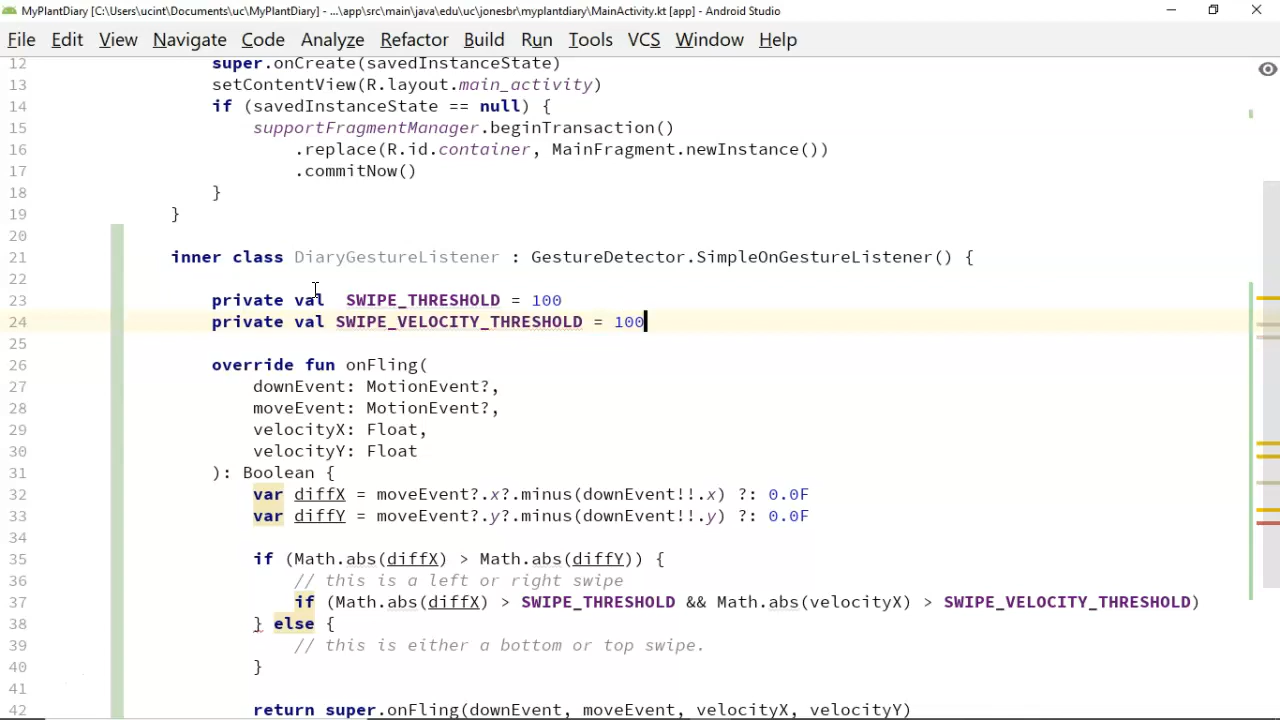 MyPlantDiary [C:\Users\ucint\Documents\uc\MyPlantDiary] - ...\app\src\main\java\edu\uc\jonesbr\myplantdiary\MainActivity.kt [app] - Android Studio
File Edit View Navigate Code Analyze Refactor Build Run Tools VCS Window Help
12 super.onCreate(savedInstanceState)
13 setContentView(R.layout.main_activity)
14 if (savedInstanceState == null) {
15 supportFragmentManager.beginTransaction()
16 .replace(R.id.container, MainFragment.newInstance())
17 .commitNow()
18 }
19 }
20
21 inner class DiaryGestureListener : GestureDetector.SimpleOnGestureListener() {
22
23 private val  SWIPE_THRESHOLD = 100
24 private val SWIPE_VELOCITY_THRESHOLD = 100
25
26 override fun onFling(
27 downEvent: MotionEvent?,
28 moveEvent: MotionEvent?,
29 velocityX: Float,
30 velocityY: Float
31 ): Boolean {
32 var diffX = moveEvent?.x?.minus(downEvent!!.x) ?: 0.0F
33 var diffY = moveEvent?.y?.minus(downEvent!!.y) ?: 0.0F
34
35 if (Math.abs(diffX) > Math.abs(diffY)) {
36 // this is a left or right swipe
37 if (Math.abs(diffX) > SWIPE_THRESHOLD && Math.abs(velocityX) > SWIPE_VELOCITY_THRESHOLD)
38 } else {
39 // this is either a bottom or top swipe.
40 }
41
42 return super.onFling(downEvent, moveEvent, velocityX, velocityY)